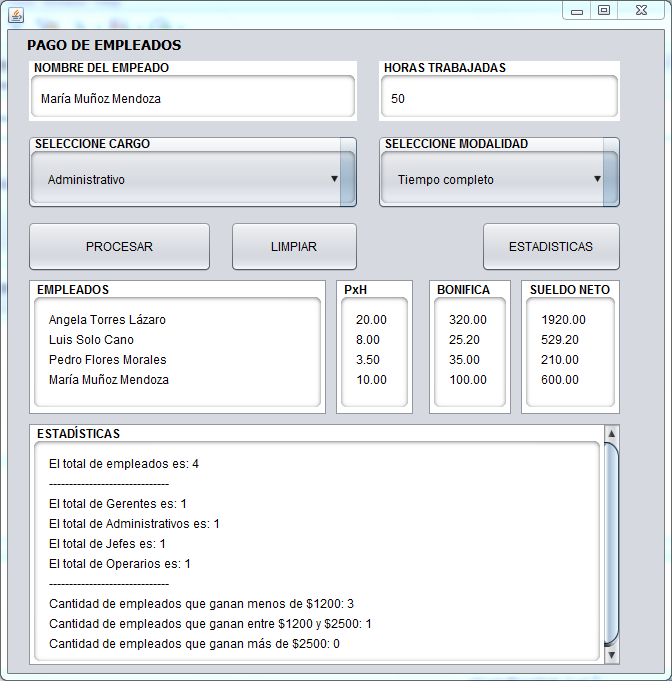 PAGO DE EMPLEADOS
NOMBRE DEL EMPEADO HORAS TRABAJADAS
María Muñoz Mendoza 50
SELECCIONE CARGO SELECCIONE MODALIDAD
Administrativo Tiempo completo
PROCESAR LIMPIAR ESTADISTICAS
EMPLEADOS PxH BONIFICA SUELDO NETO
Angela Torres Lázaro 20.00 320.00 1920.00
Luis Solo Cano 8.00 25.20 529.20
Pedro Flores Morales 3.50 35.00 210.00
María Muñoz Mendoza 10.00 100.00 600.00
ESTADÍSTICAS
El total de empleados es: 4
------------------------------
El total de Gerentes es: 1
El total de Administrativos es: 1
El total de Jefes es: 1
El total de Operarios es: 1
------------------------------
Cantidad de empleados que ganan menos de $1200: 3
Cantidad de empleados que ganan entre $1200 y $2500: 1
Cantidad de empleados que ganan más de $2500: 0